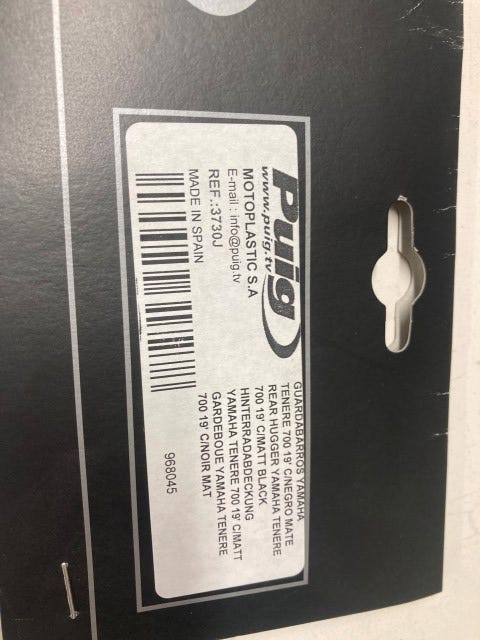 Puig
www.puig.tv
MOTOPLASTIC S.A
E-mail : info@puig.tv
REF .:3730J
MADE IN SPAIN
GUARDABARROS YAMAHA
TENERE 700 19' C/NEGRO MATE
REAR HUGGER YAMAHA TENERE
700 19' C/MATT BLACK
HINTERRADABDECKUNG
YAMAHA TENERE 700 19' C/MATT
GARDEBOUE YAMAHA TENERE
700 19' C/NOIR MAT
968045